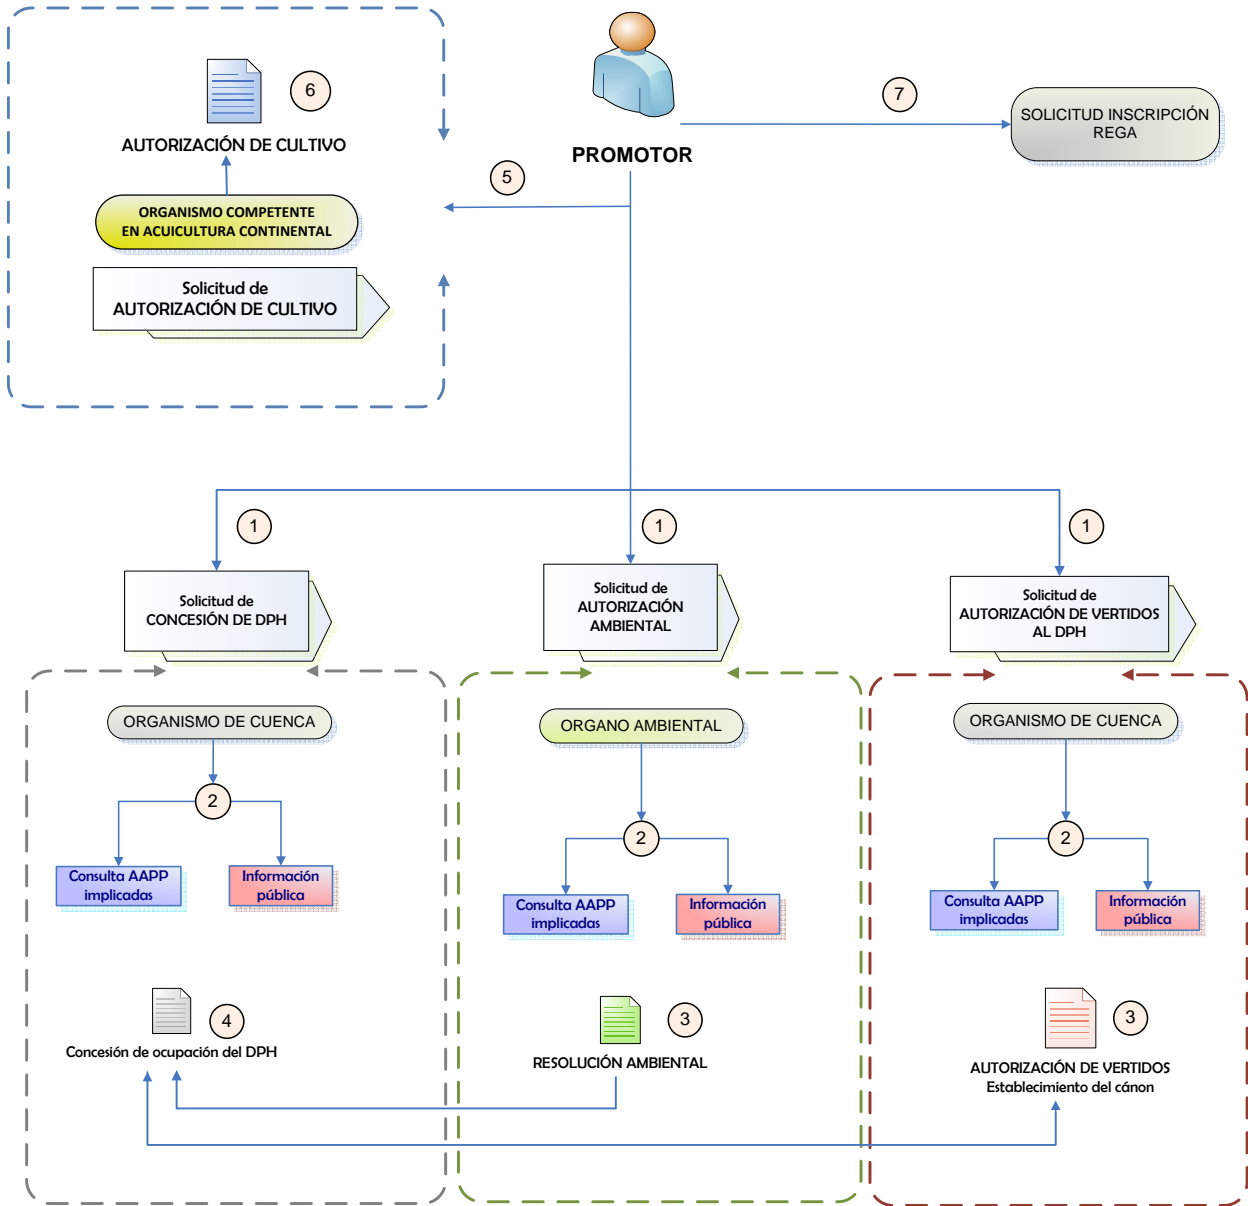 6
AUTORIZACIÓN DE CULTIVO
ORGANISMO COMPETENTE
EN ACUICULTURA CONTINENTAL
Solicitud de
AUTORIZACIÓN DE CULTIVO
PROMOTOR
7
SOLICITUD INSCRIPCIÓN
REGA
5
1
1
1
Solicitud de
CONCESIÓN DE DPH
Solicitud de
AUTORIZACIÓN
AMBIENTAL
Solicitud de
AUTORIZACIÓN DE VERTIDOS
AL DPH
ORGANISMO DE CUENCA
2
Consulta AAPP
implicadas
Información
pública
4
Concesión de ocupación del DPH
ORGANO AMBIENTAL
2
Consulta AAPP
implicadas
Información
pública
3
RESOLUCIÓN AMBIENTAL
ORGANISMO DE CUENCA
2
Consulta AAPP
implicadas
Información
pública
3
AUTORIZACIÓN DE VERTIDOS
Establecimiento del cánon